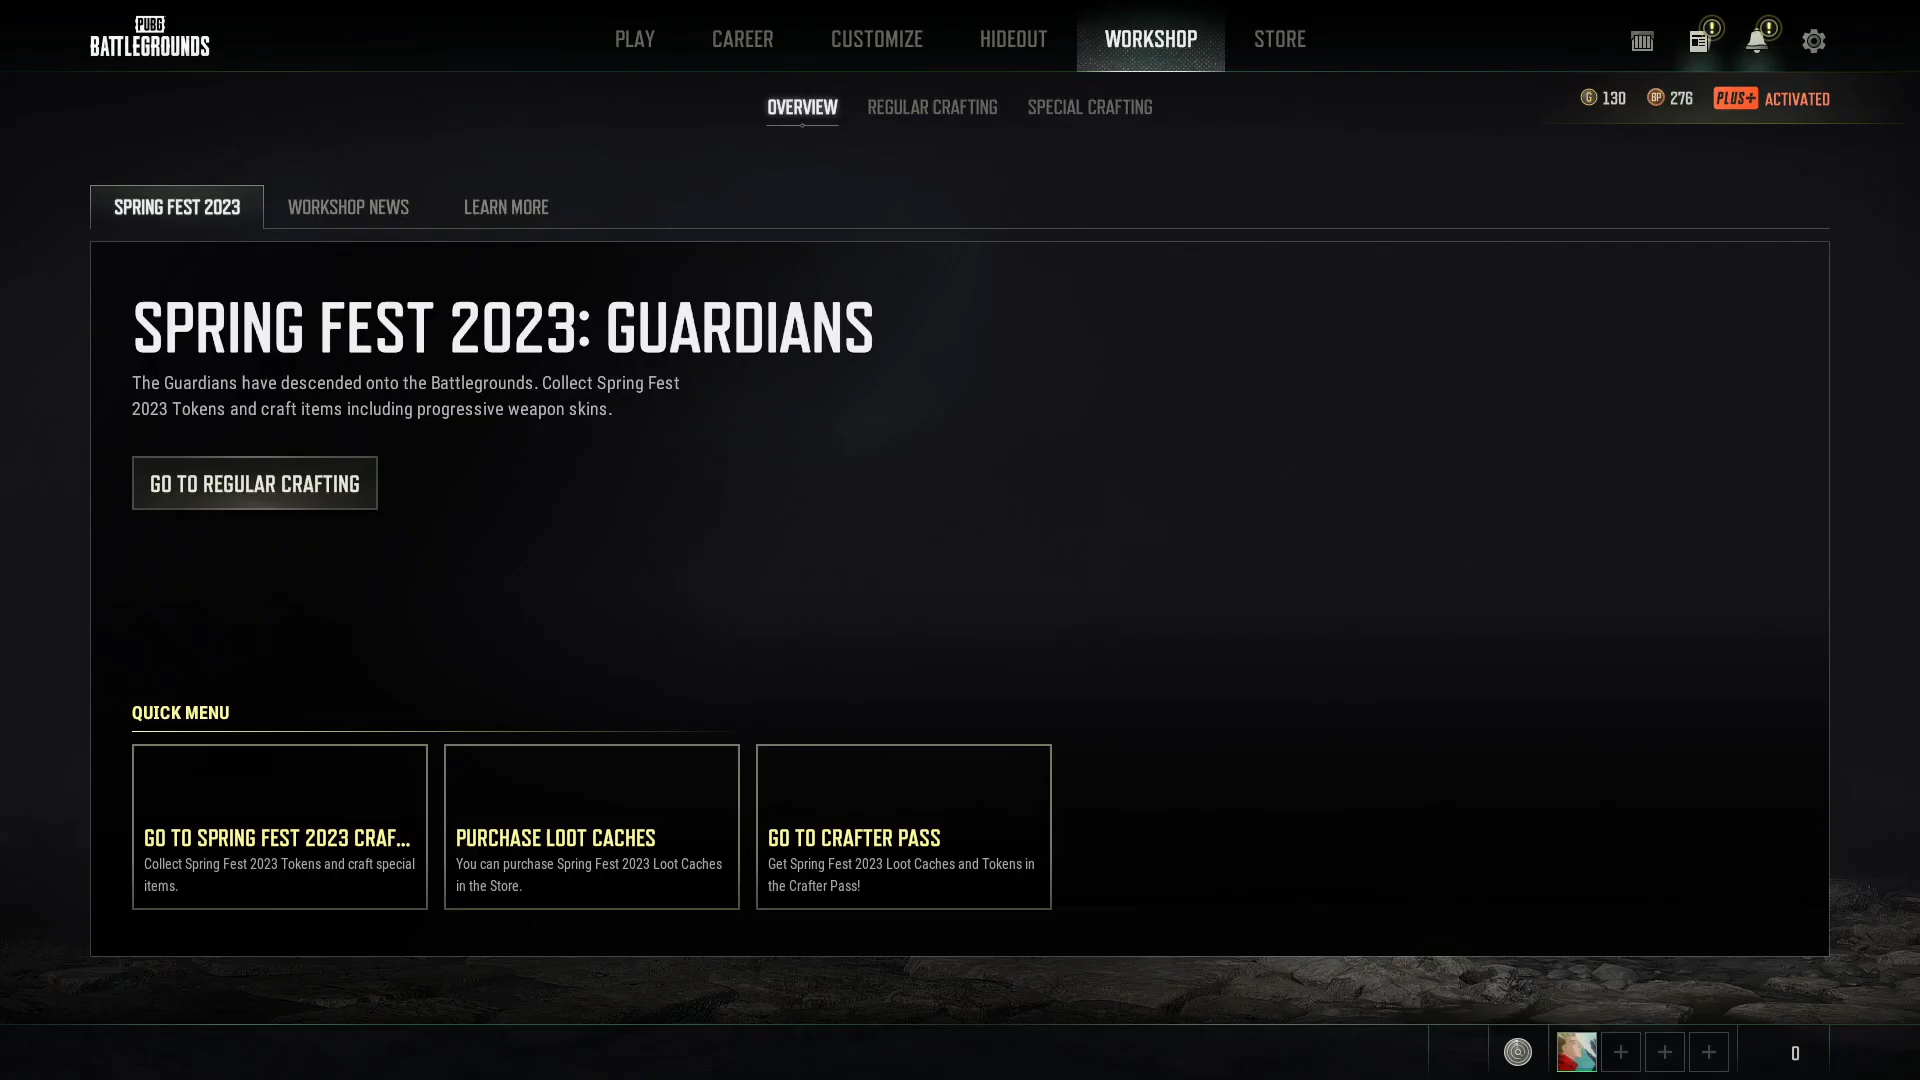 PUBG
BATTLEGROUNDS
PLAY
CAREER
CUSTOMIZE
HIDEOUT
WORKSHOP
STORE
OVERVIEW
REGULAR CRAFTING
SPECIAL CRAFTING
G 130
BP 276
PLUS+ ACTIVATED
SPRING FEST 2023
WORKSHOP NEWS
LEARN MORE
SPRING FEST 2023: GUARDIANS
The Guardians have descended onto the Battlegrounds. Collect Spring Fest
2023 Tokens and craft items including progressive weapon skins.
GO TO REGULAR CRAFTING
QUICK MENU
GO TO SPRING FEST 2023 CRAF...
Collect Spring Fest 2023 Tokens and craft special
items.
PURCHASE LOOT CACHES
You can purchase Spring Fest 2023 Loot Caches
in the Store.
GO TO CRAFTER PASS
Get Spring Fest 2023 Loot Caches and Tokens in
the Crafter Pass!
0